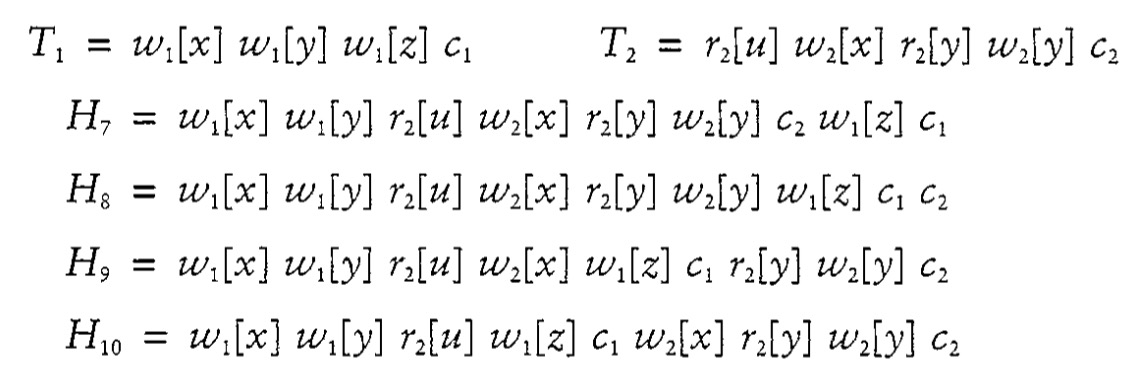 T₁ = w₁[x] w₁[y] w₁[z] c₁ T₂ = r₂[u] w₂[x] r₂[y] w₂[y] c₂
H₇ = w₁[x] w₁[y] r₂[u] w₂[x] r₂[y] w₂[y] c₂ w₁[z] c₁
H₈ = w₁[x] w₁[y] r₂[u] w₂[x] r₂[y] w₂[y] w₁[z] c₁ c₂
H₉ = w₁[x] w₁[y] r₂[u] w₂[x] w₁[z] c₁ r₂[y] w₂[y] c₂
H₁₀ = w₁[x] w₁[y] r₂[u] w₁[z] c₁ w₂[x] r₂[y] w₂[y] c₂